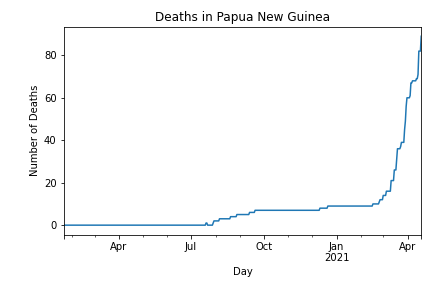 Deaths in Papua New Guinea
Number of Deaths
80
60
40
20
0
Apr
Jul
Oct
Jan
2021
Apr
Day